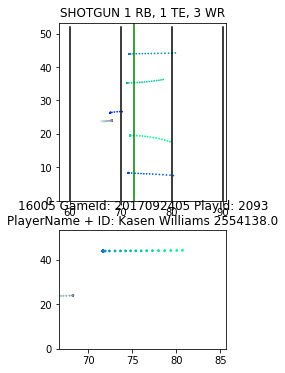 SHOTGUN 1 RB, 1 TE, 3 WR
50
40
30
20
10
0
60 70 80 90
16005 GameId: 2017092405 PlayId: 2093
PlayerName + ID: Kasen Williams 2554138.0
40
20
0
70 75 80 85